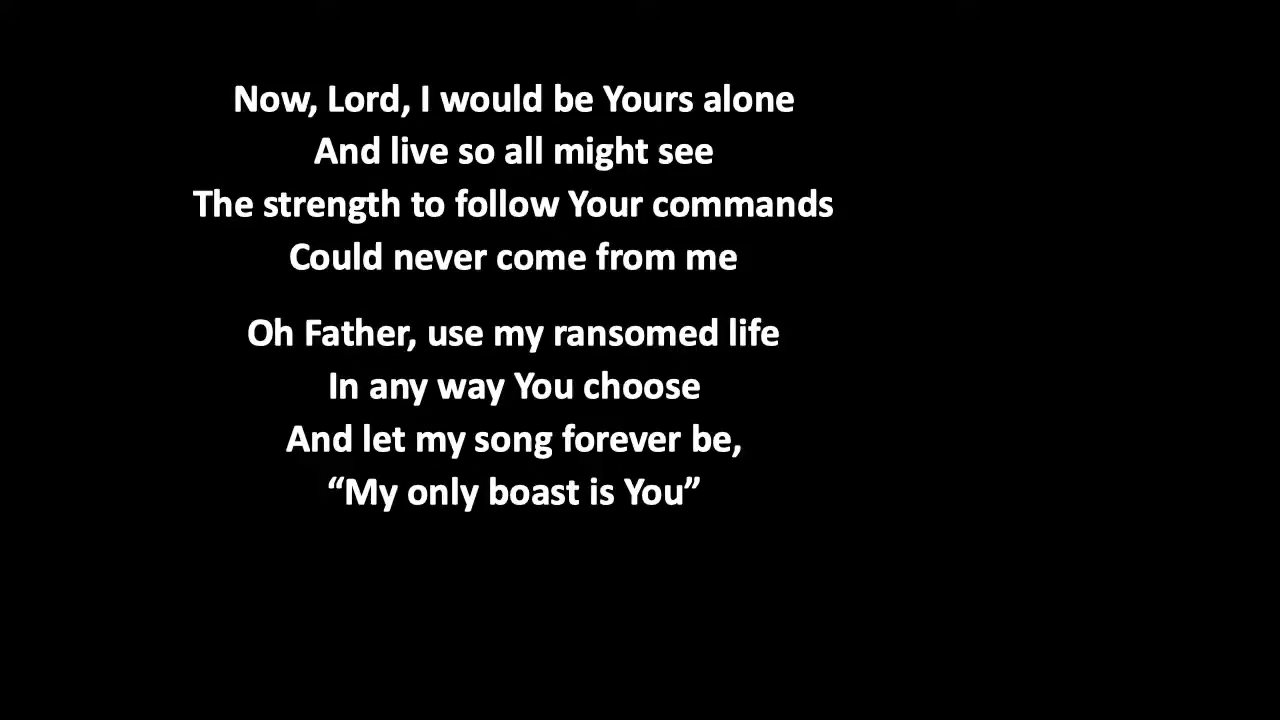 Now, Lord, I would be Yours alone
And live so all might see
The strength to follow Your commands
Could never come from me
Oh Father, use my ransomed life
In any way You choose
And let my song forever be,
“My only boast is You”